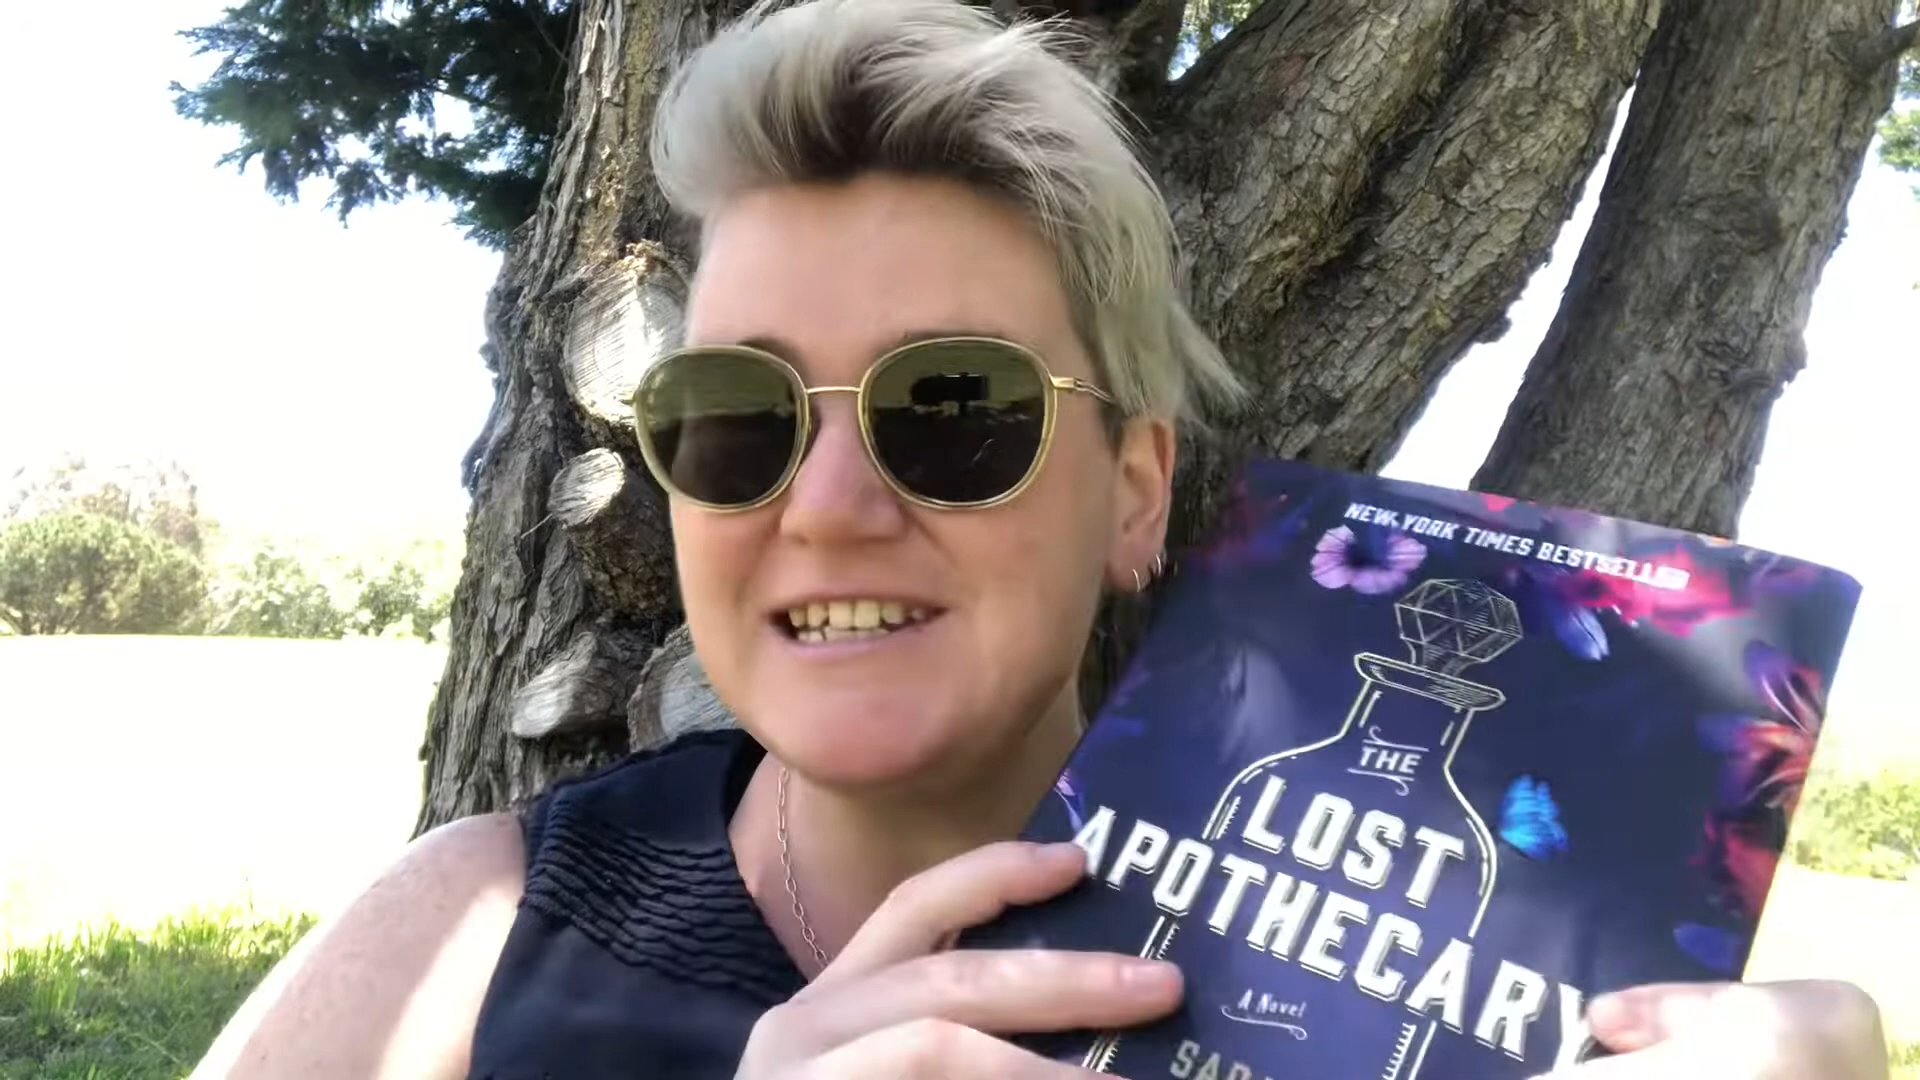 NEW YORK TIMES BESTSELLER
THE
LOST
APOTHECARY
A Novel